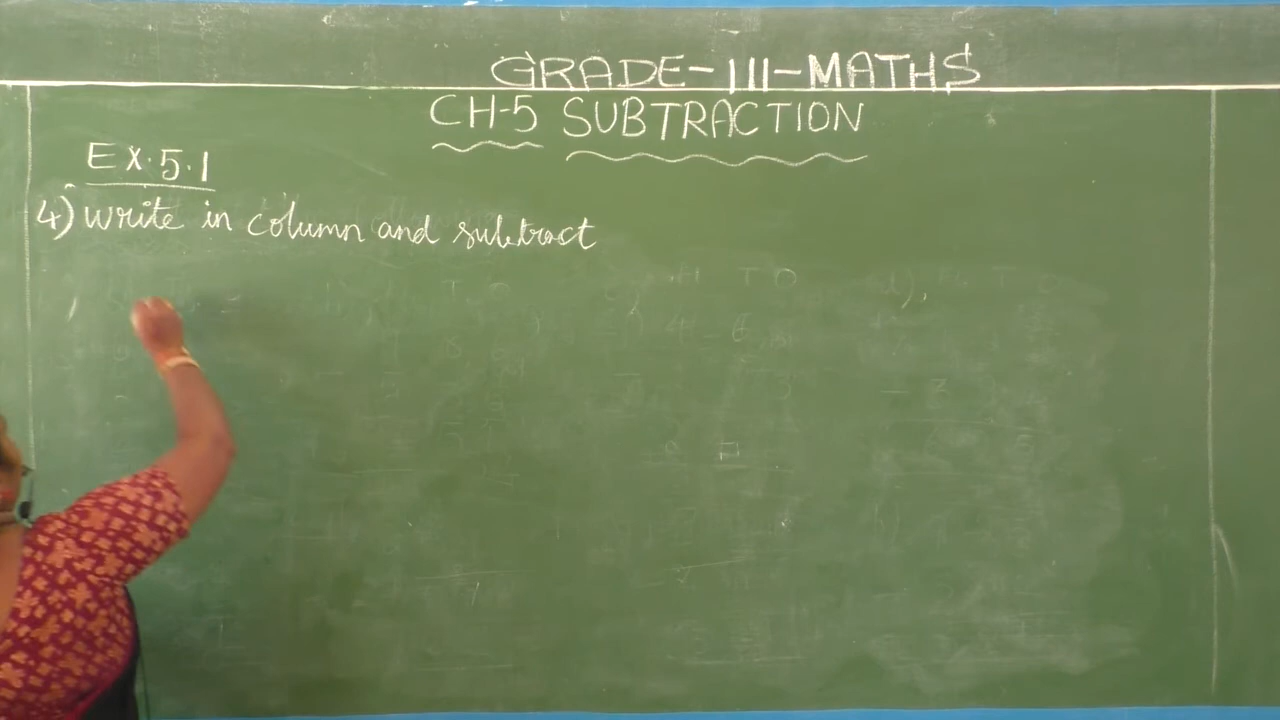 GRADE-III-MATHS
CH-5 SUBTRACTION
EX.5.1
4) write in column and subtract
T O